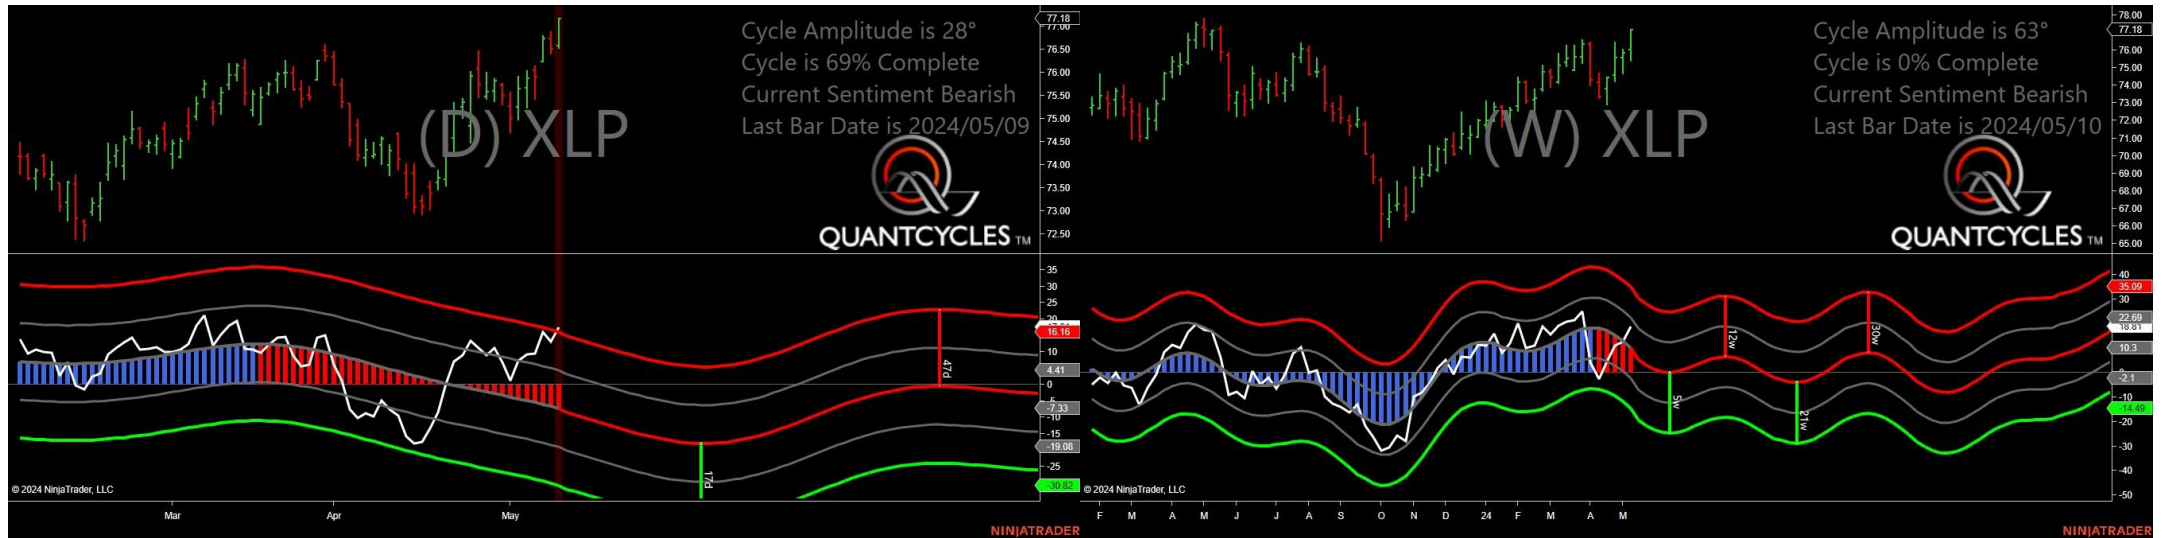 Cycle Amplitude is 28°
Cycle is 69% Complete
Current Sentiment Bearish
Last Bar Date is 2024/05/09
(D) XLP
QUANTCYCLES TM
77.18
77.00
76.50
76.00
75.50
75.00
74.50
74.00
73.50
73.00
72.50
35
30
25
20
16.16
10
4.41
0
-5
-7.33
-10
-15
-19.08
-25
-30.82
47d
17d
© 2024 NinjaTrader, LLC
Mar Apr May
NINJATRADER
Cycle Amplitude is 63°
Cycle is 0% Complete
Current Sentiment Bearish
Last Bar Date is 2024/05/10
(W) XLP
QUANTCYCLES TM
78.00
77.18
76.00
75.00
74.00
73.00
72.00
71.00
70.00
69.00
68.00
67.00
66.00
65.00
40
35.09
30
22.69
18.81
10.3
-2.1
-10
-14.49
-20
-30
-40
-50
12w
30w
5w
21w
© 2024 NinjaTrader, LLC
F M A M J J A S O N D 24 F M A M
NINJATRADER